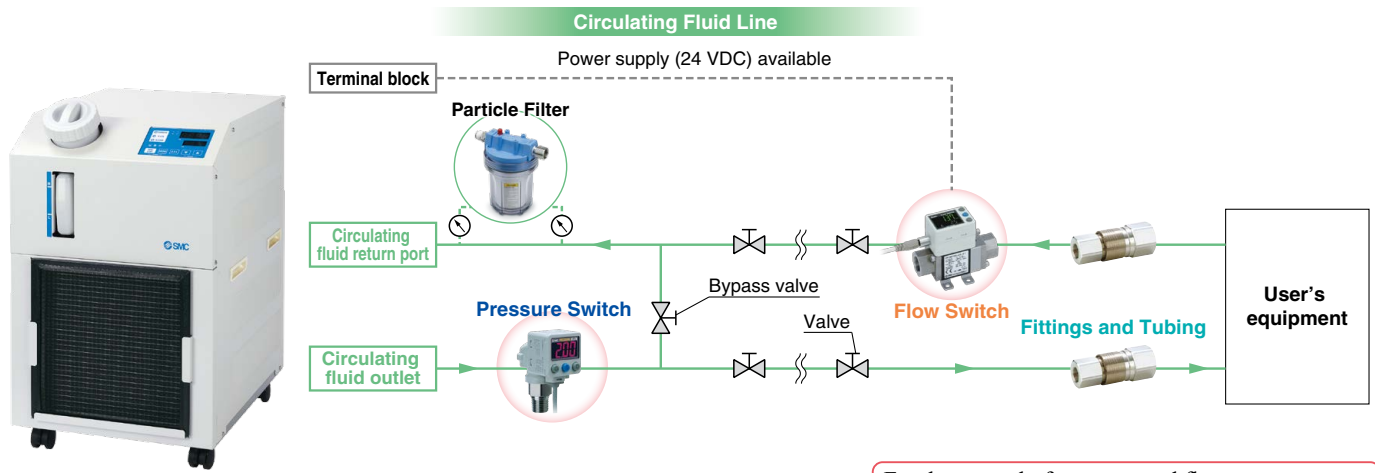 Circulating Fluid Line
Power supply (24 VDC) available
Terminal block
Particle Filter
Circulating
fluid return port
SMC
Bypass valve
Pressure Switch
Valve
Flow Switch
Fittings and Tubing
User's
equipment
Circulating
fluid outlet
200